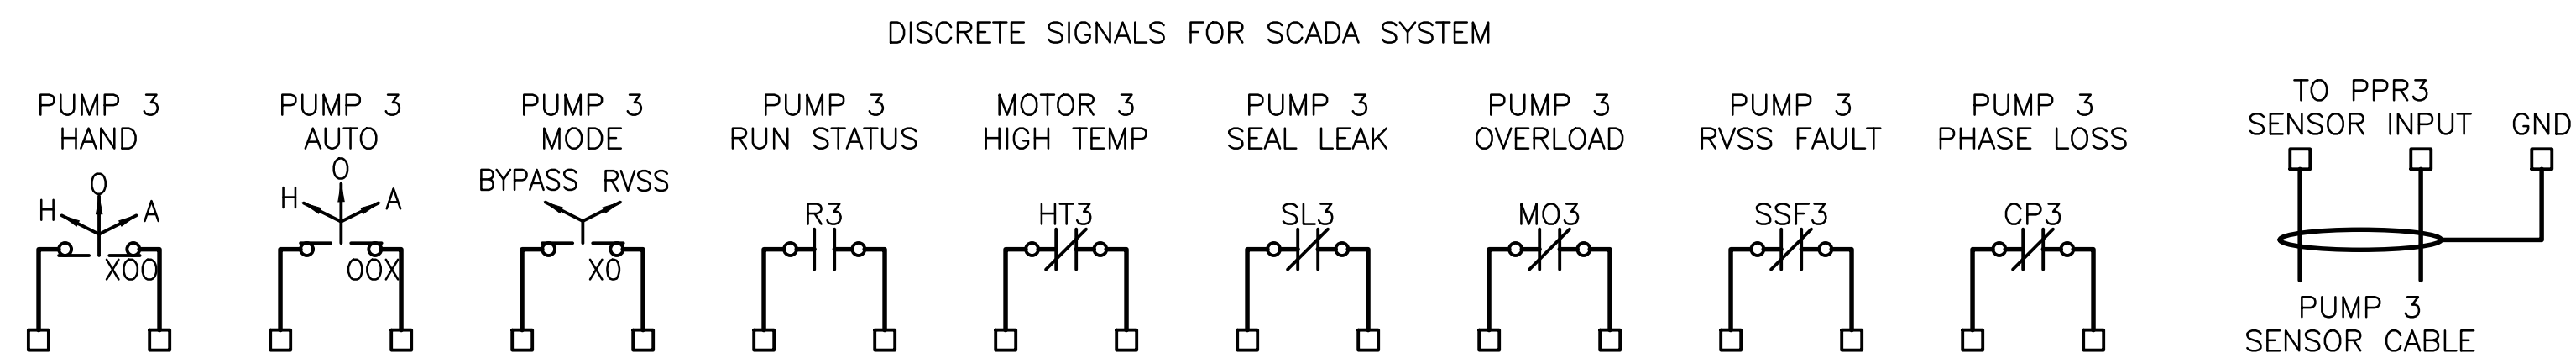 DISCRETE SIGNALS FOR SCADA SYSTEM
PUMP 3
HAND
H
O
A
XOO
PUMP 3
AUTO
H
O
A
OOX
PUMP 3
MODE
BYPASS RVSS
XO
PUMP 3
RUN STATUS
R3
MOTOR 3
HIGH TEMP
HT3
PUMP 3
SEAL LEAK
SL3
PUMP 3
OVERLOAD
MO3
PUMP 3
RVSS FAULT
SSF3
PUMP 3
PHASE LOSS
CP3
TO PPR3
SENSOR INPUT
GND
PUMP 3
SENSOR CABLE